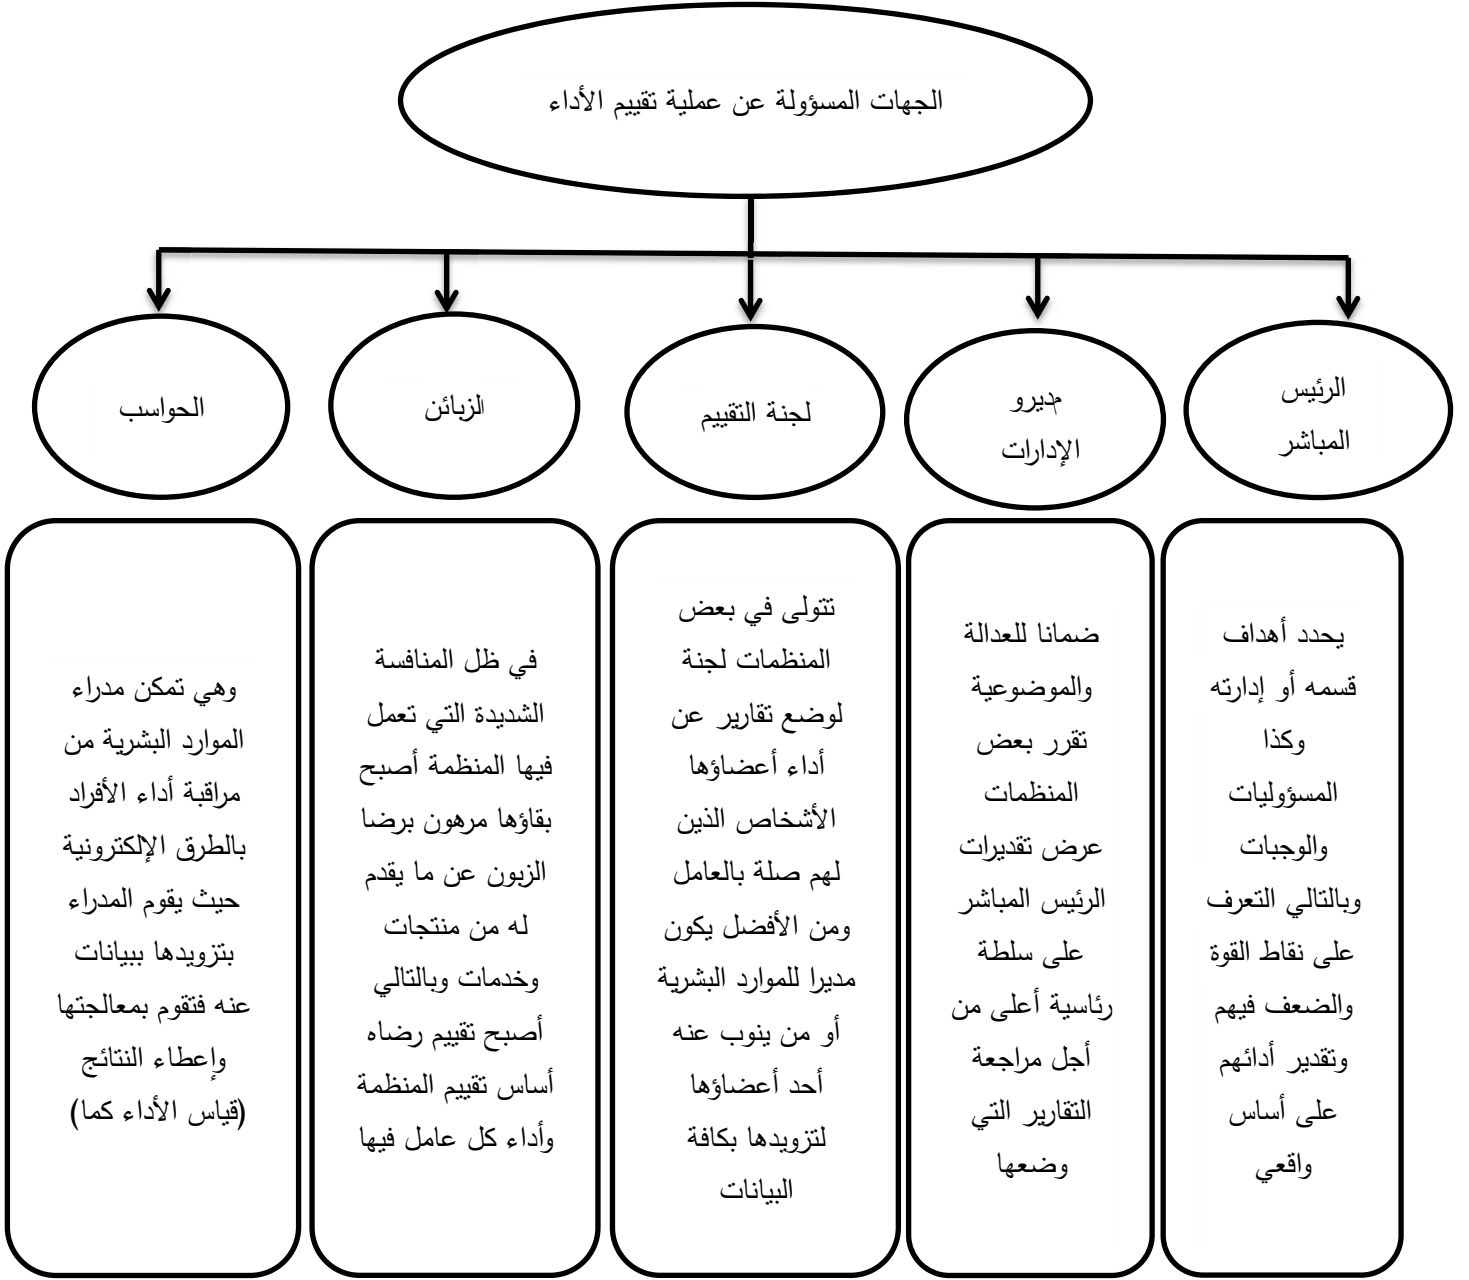 الجهات المسؤولة عن عملية تقييم الأداء
الرئيس
المباشر
مديرو
الإدارات
لجنة التقييم
الزبائن
الحواسب
يحدد أهداف
قسمه أو إدارته
وكذا
المسؤوليات
والوجبات
وبالتالي التعرف
على نقاط القوة
والضعف فيهم
وتقدير أدائهم
على أساس
واقعي
ضمانا للعدالة
والموضوعية
تقرر بعض
المنظمات
عرض تقديرات
الرئيس المباشر
على سلطة
رئاسية أعلى من
أجل مراجعة
التقارير التي
وضعها
تتولى في بعض
المنظمات لجنة
لوضع تقارير عن
أداء أعضاؤها
الأشخاص الذين
لهم صلة بالعامل
ومن الأفضل يكون
مديرا للموارد البشرية
أو من ينوب عنه
أحد أعضاؤها
لتزويدها بكافة
البيانات
في ظل المنافسة
الشديدة التي تعمل
فيها المنظمة أصبح
بقاؤها مرهون برضا
الزبون عن ما يقدم
له من منتجات
وخدمات وبالتالي
أصبح تقييم رضاه
أساس تقييم المنظمة
وأداء كل عامل فيها
وهي تمكن مدراء
الموارد البشرية من
مراقبة أداء الأفراد
بالطرق الإلكترونية
حيث يقوم المدراء
بتزويدها ببيانات
عنه فتقوم بمعالجتها
وإعطاء النتائج
(قياس الأداء كما)